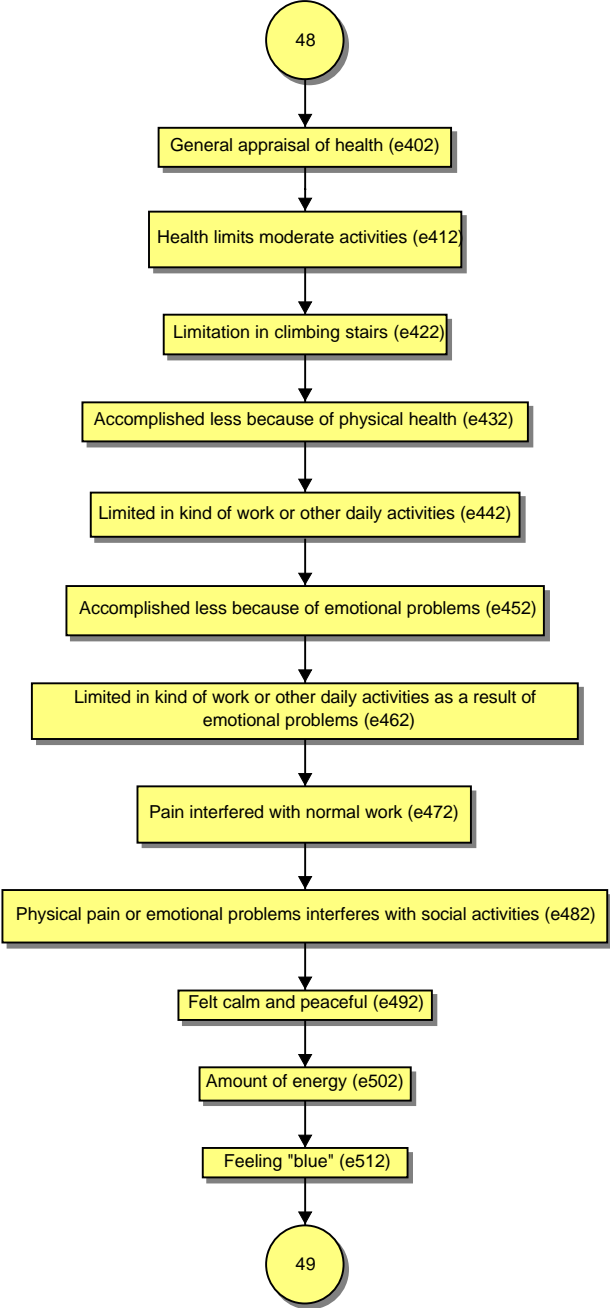 48
General appraisal of health (e402)
Health limits moderate activities (e412)
Limitation in climbing stairs (e422)
Accomplished less because of physical health (e432)
Limited in kind of work or other daily activities (e442)
Accomplished less because of emotional problems (e452)
Limited in kind of work or other daily activities as a result of
emotional problems (e462)
Pain interfered with normal work (e472)
Physical pain or emotional problems interferes with social activities (e482)
Felt calm and peaceful (e492)
Amount of energy (e502)
Feeling "blue" (e512)
49